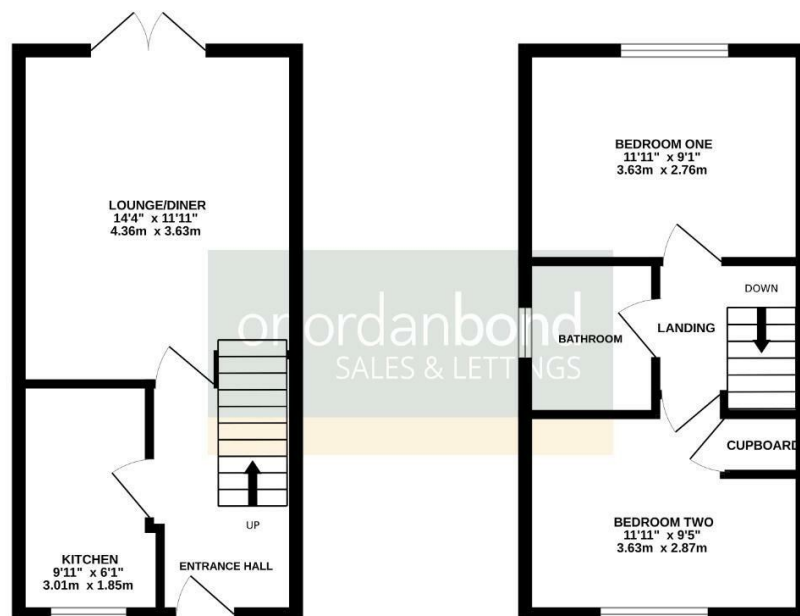 LOUNGE/DINER
14'4" x 11'11"
4.36m x 3.63m
KITCHEN
9'11" x 6'1"
3.01m x 1.85m
UP
ENTRANCE HALL
BEDROOM ONE
11'11" x 9'1"
3.63m x 2.76m
DOWN
LANDING
BATHROOM
CUPBOARD
BEDROOM TWO
11'11" x 9'5"
3.63m x 2.87m
oriordanbond
SALES & LETTINGS